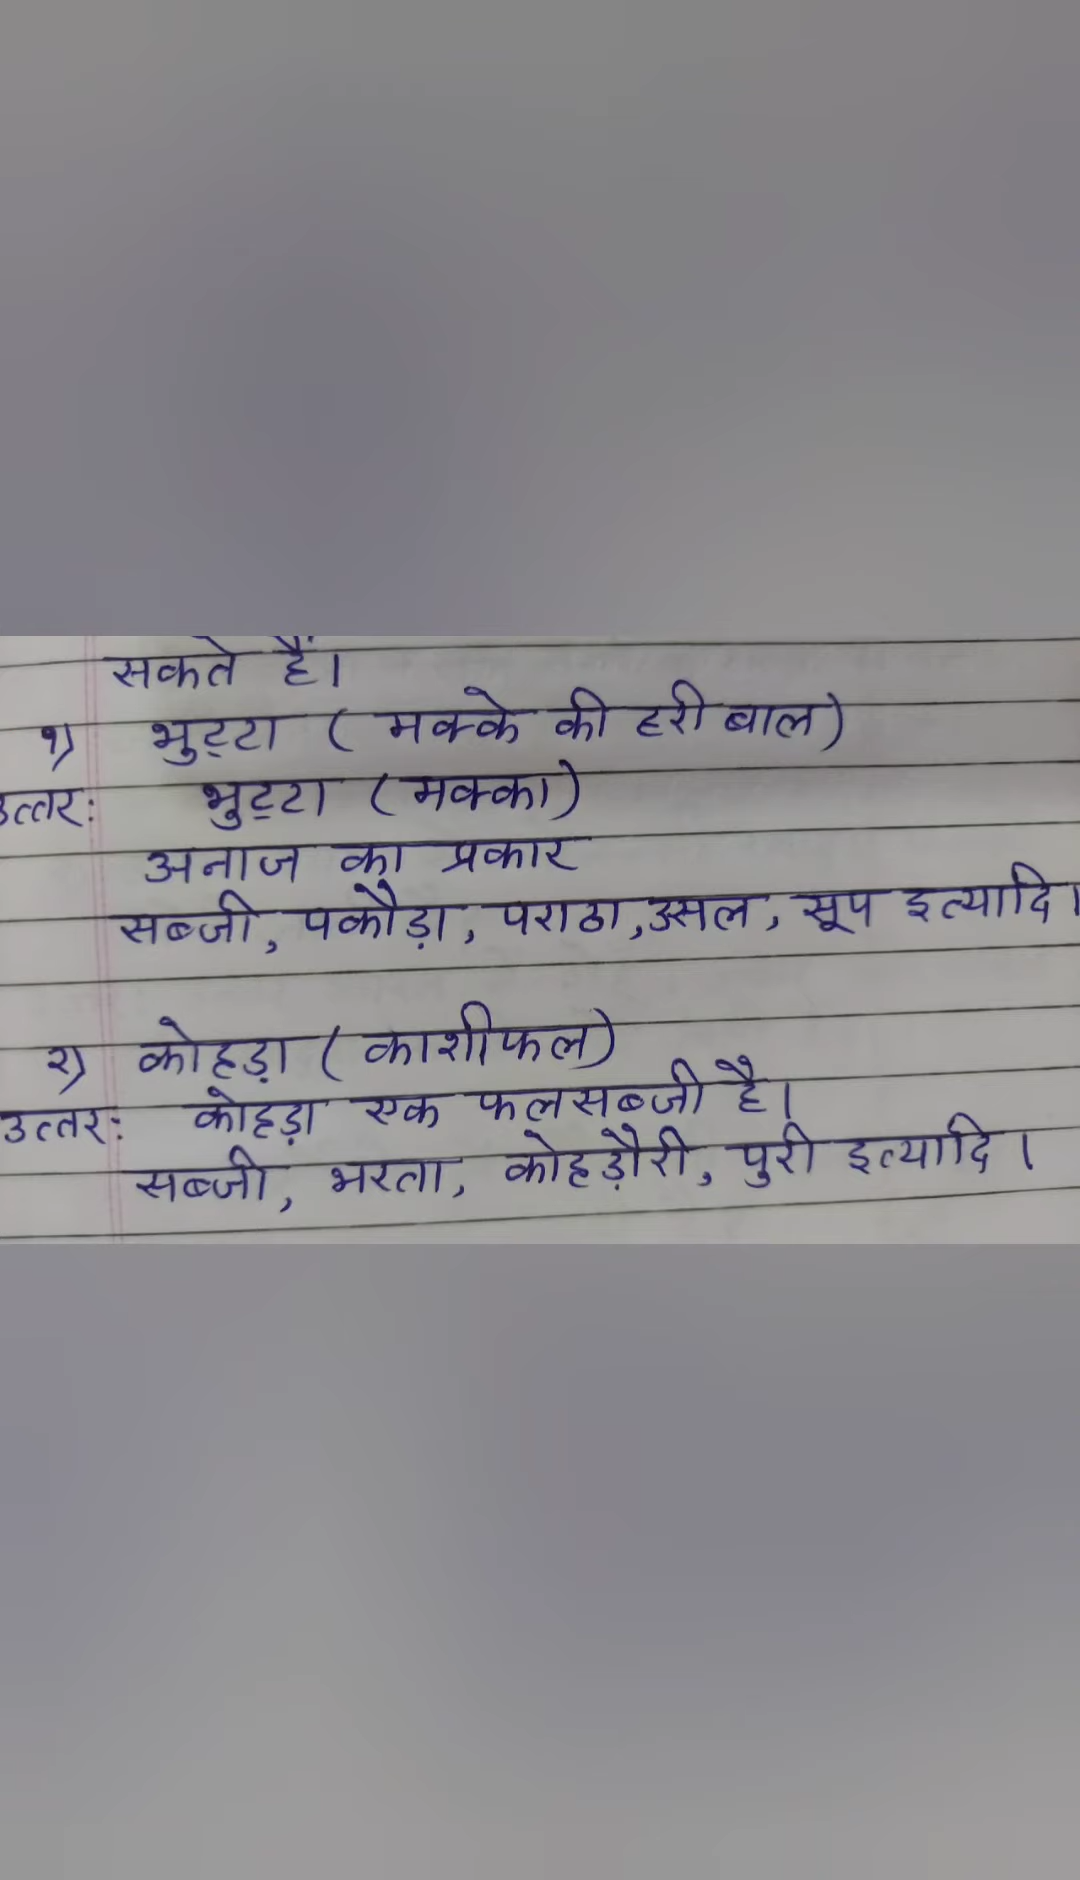 सकते हैं।
१) भुट्टा ( मक्के की हरी बाल)
उत्तर: भुट्टा (मक्का)
अनाज का प्रकार
सब्जी, पकौड़ा, पराठा, उसल, सूप इत्यादि।
२) कोहड़ा ( काशीफल)
उत्तर: कोहड़ा एक फलसब्जी है।
सब्जी, भरता, कोहड़ौरी, पुरी इत्यादि।